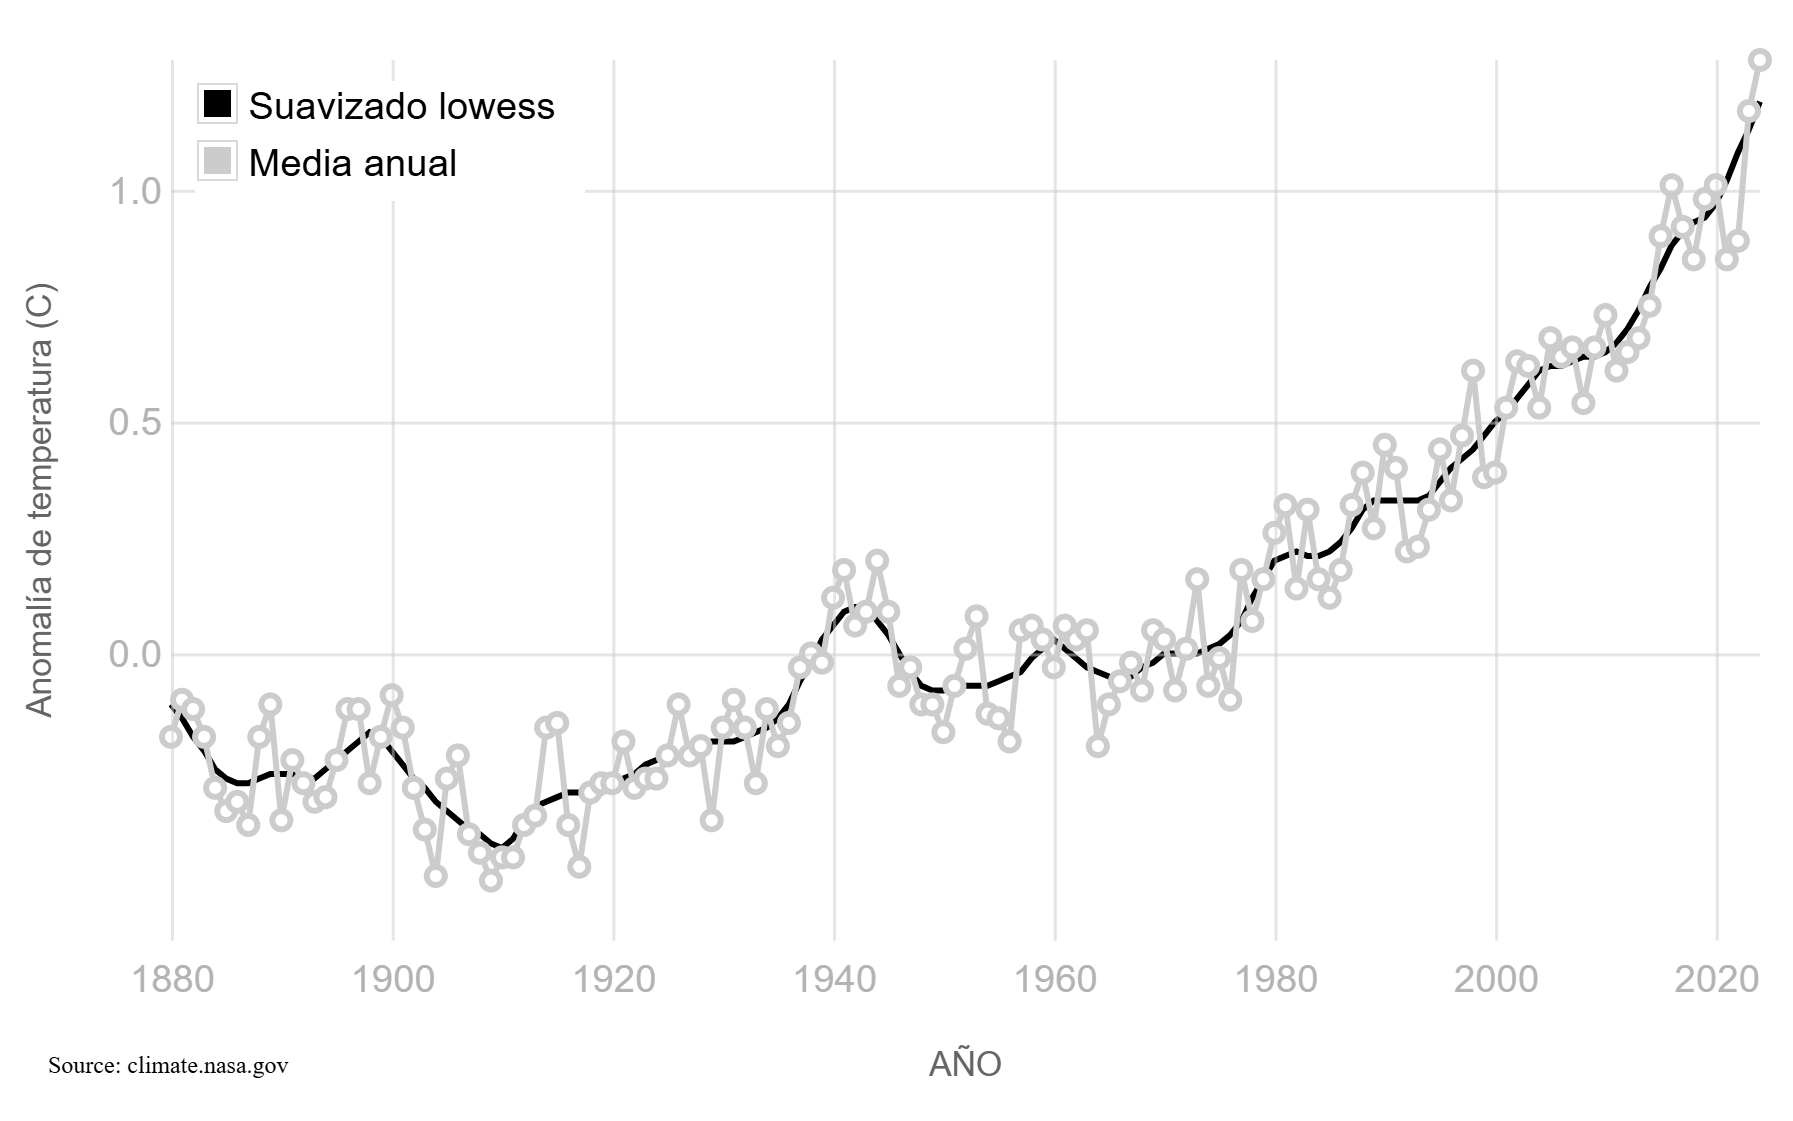 Suavizado lowess
Media anual
1.0
0.5
0.0
Anomalía de temperatura (C)
1880 1900 1920 1940 1960 1980 2000 2020
AÑO
Source: climate.nasa.gov